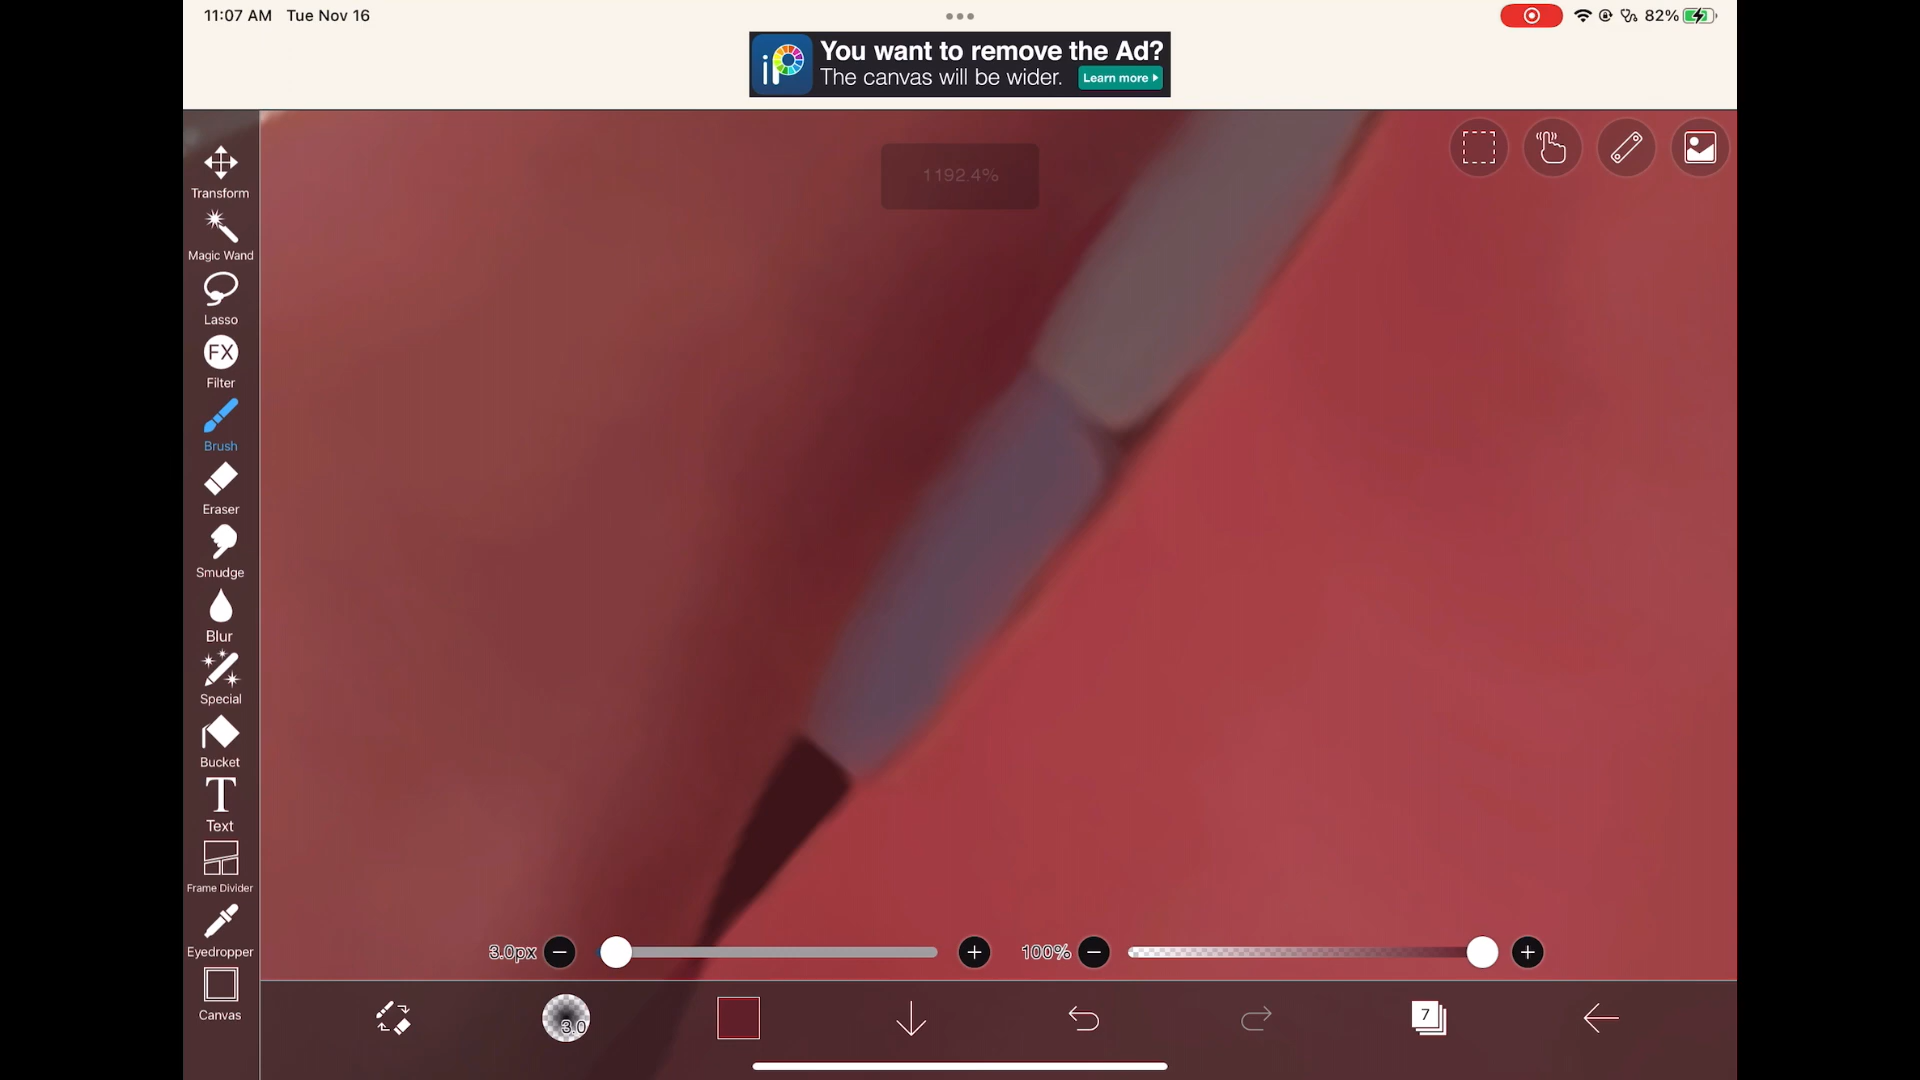 11:07 AM Tue Nov 16
82%
iP
You want to remove the Ad?
The canvas will be wider. Learn more
1192.4%
Transform
Magic Wand
Lasso
FX
Filter
Brush
Eraser
Smudge
Blur
Special
Bucket
T
Text
Frame Divider
Eyedropper
Canvas
3.0px
100%
3.0
7